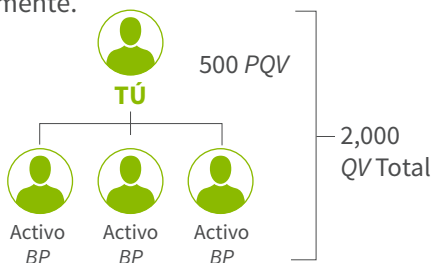 mente.
500 PQV
TÚ
2,000
QV Total
Activo Activo Activo
BP BP BP